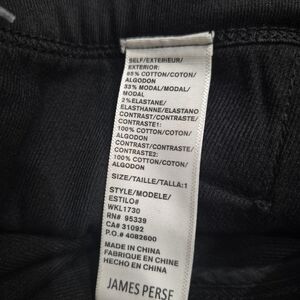 SELF/EXTERIEUR/
EXTERIOR:
65% COTTON/COTON/
ALGODON
33% MODAL/MODAL/
MODAL
2% ELASTANE/
ELASTHANNE/ELASTANO
CONTRAST/CONTRASTE/
CONTRASTE1:
100% COTTON/COTON/
ALGODON
CONTRAST/CONTRASTE/
CONTRASTE2:
100% COTTON/COTON/
ALGODON
SIZE/TAILLE/TALLA:1
STYLE/MODELE/
ESTILO#
WKL1730
RN# 95339
CA# 31092
P.O.# 4082600
MADE IN CHINA
FABRIQUE EN CHINE
HECHO EN CHINA
JAMES PERSE